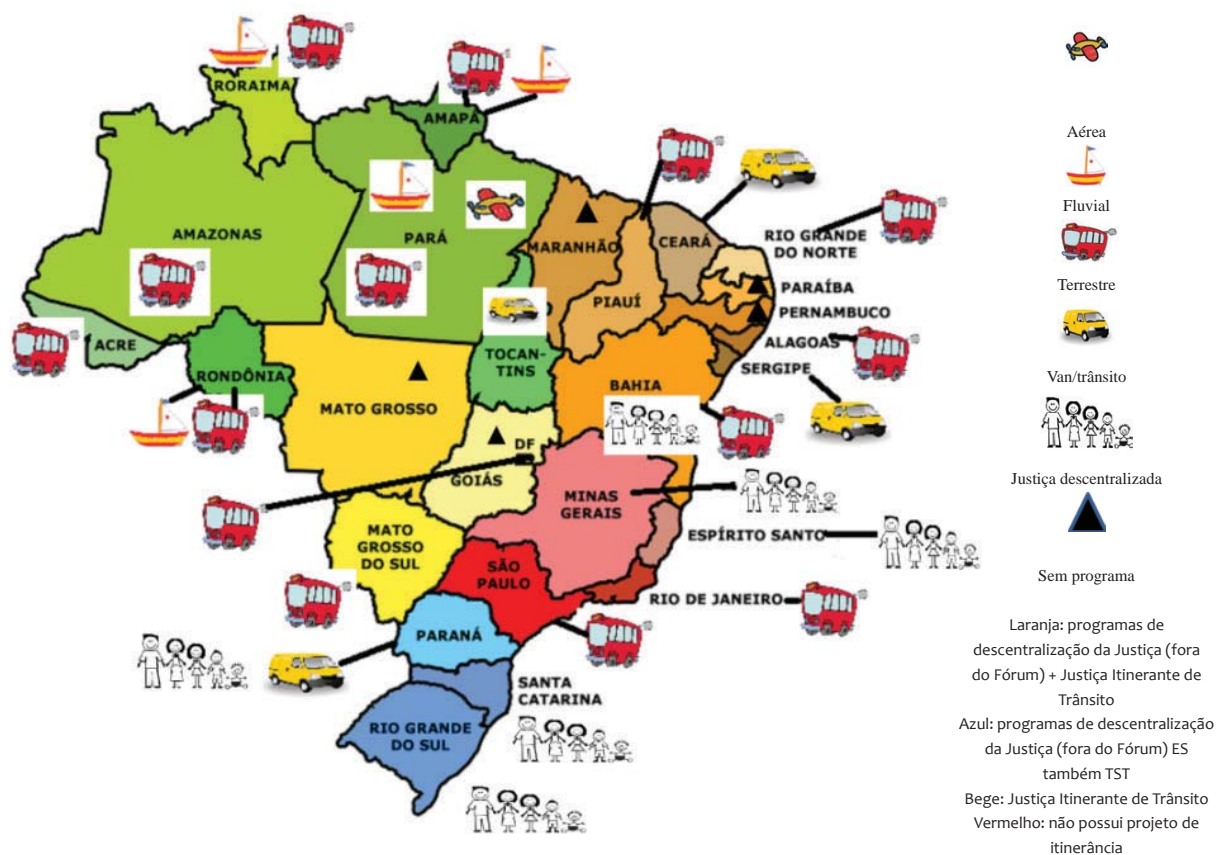 RORAIMA
AMAPÁ
AMAZONAS
PARÁ
MARANHÃO
CEARÁ
RIO GRANDE
DO NORTE
PIAUÍ
PARAÍBA
PERNAMBUCO
ACRE
RONDÔNIA
TOCAN-
TINS
ALAGOAS
SERGIPE
BAHIA
MATO GROSSO
DF
GOIÁS
MINAS
GERAIS
MATO
GROSSO
DO SUL
ESPÍRITO SANTO
SÃO
PAULO
RIO DE JANEIRO
PARANÁ
SANTA
CATARINA
RIO GRANDE
DO SUL
Aérea
Fluvial
Terrestre
Van/trânsito
Justiça descentralizada
Sem programa
Laranja: programas de
descentralização da Justiça (fora
do Fórum) + Justiça Itinerante de
Trânsito
Azul: programas de descentralização
da Justiça (fora do Fórum) ES
também TST
Bege: Justiça Itinerante de Trânsito
Vermelho: não possui projeto de
itinerância